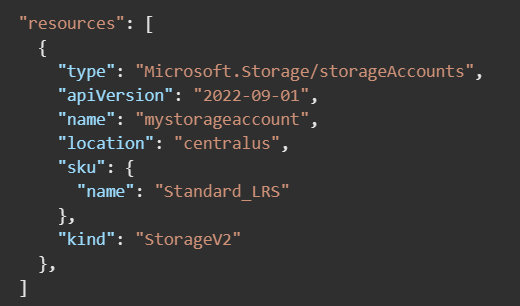 "resources": [
  {
    "type": "Microsoft.Storage/storageAccounts",
    "apiVersion": "2022-09-01",
    "name": "mystorageaccount",
    "location": "centralus",
    "sku": {
      "name": "Standard_LRS"
    },
    "kind": "StorageV2"
  },
]